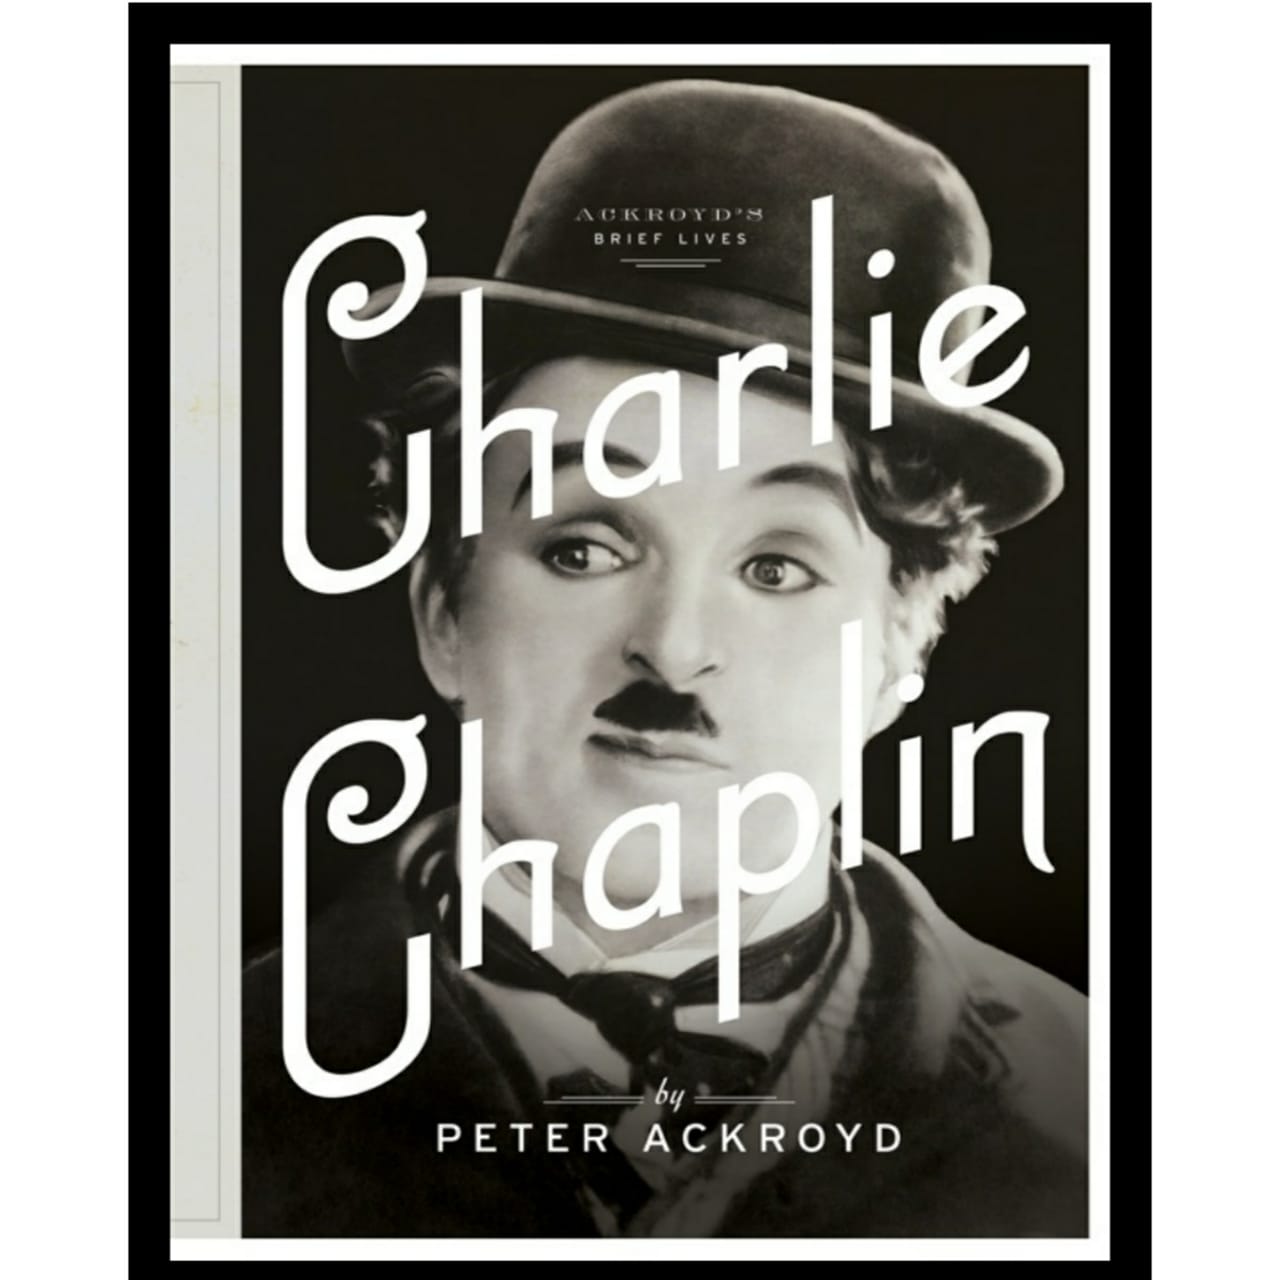 ACKROYD'S
BRIEF LIVES
Charlie
Chaplin
by
PETER ACKROYD